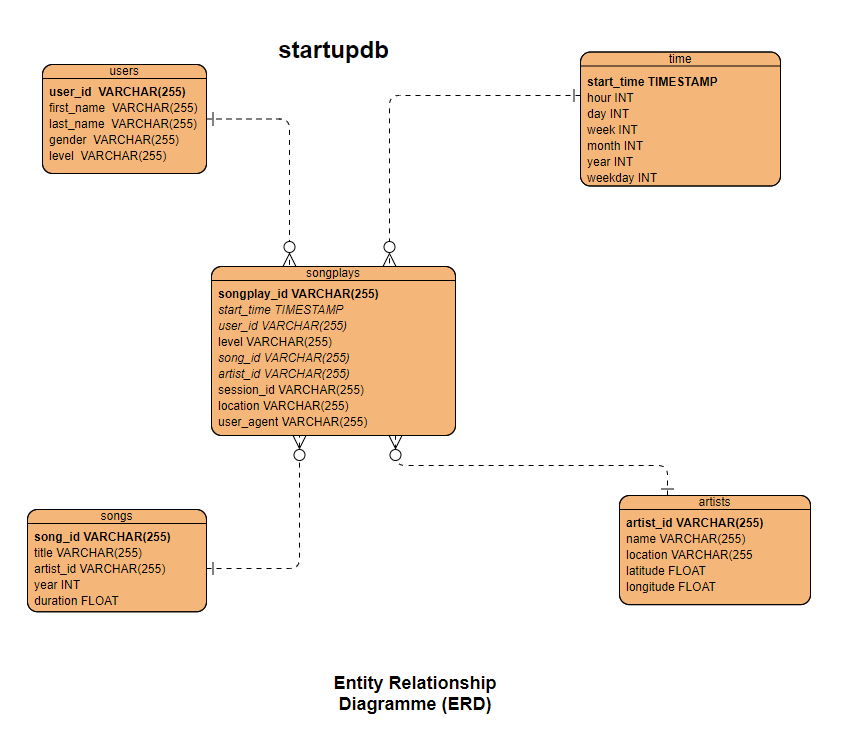 startupdb
users
user_id VARCHAR(255)
first_name VARCHAR(255)
last_name VARCHAR(255)
gender VARCHAR(255)
level VARCHAR(255)
time
start_time TIMESTAMP
hour INT
day INT
week INT
month INT
year INT
weekday INT
songplays
songplay_id VARCHAR(255)
start_time TIMESTAMP
user_id VARCHAR(255)
level VARCHAR(255)
song_id VARCHAR(255)
artist_id VARCHAR(255)
session_id VARCHAR(255)
location VARCHAR(255)
user_agent VARCHAR(255)
songs
song_id VARCHAR(255)
title VARCHAR(255)
artist_id VARCHAR(255)
year INT
duration FLOAT
artists
artist_id VARCHAR(255)
name VARCHAR(255)
location VARCHAR(255
latitude FLOAT
longitude FLOAT
Entity Relationship
Diagramme (ERD)